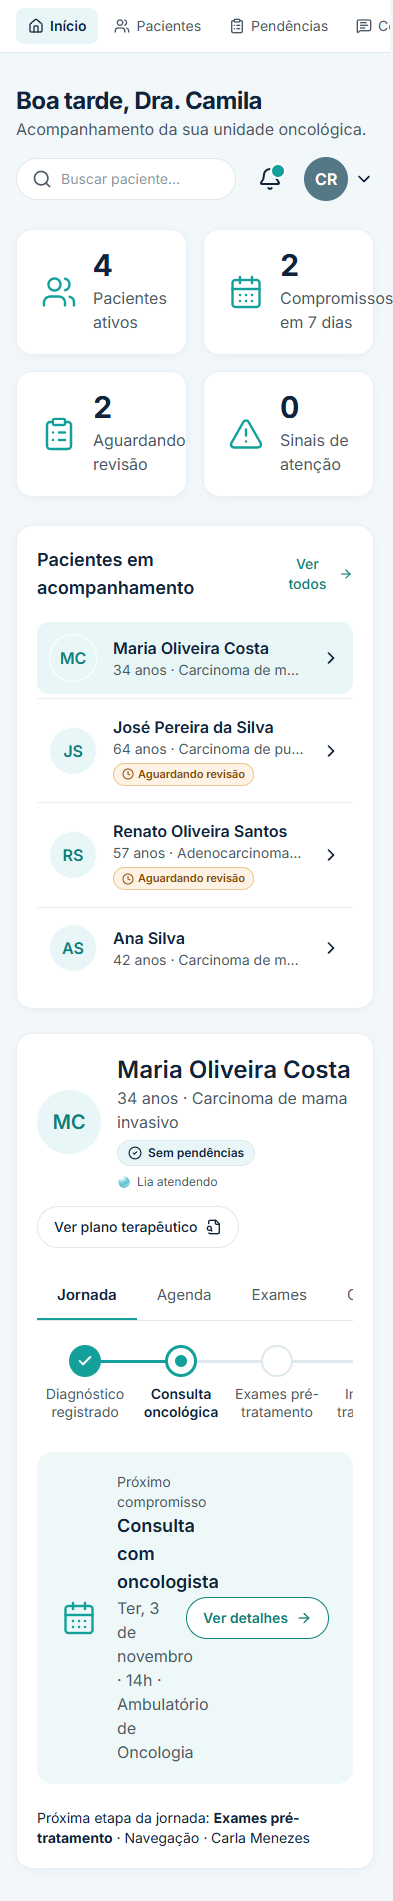 Início Pacientes Pendências
Boa tarde, Dra. Camila
Acompanhamento da sua unidade oncológica.
Buscar paciente...
CR
4
Pacientes
ativos
2
Compromissos
em 7 dias
2
Aguardando
revisão
0
Sinais de
atenção
Pacientes em
acompanhamento
Ver
todos
MC
Maria Oliveira Costa
34 anos · Carcinoma de m...
JS
José Pereira da Silva
64 anos · Carcinoma de pu...
Aguardando revisão
RS
Renato Oliveira Santos
57 anos · Adenocarcinoma...
Aguardando revisão
AS
Ana Silva
42 anos · Carcinoma de m...
MC
Maria Oliveira Costa
34 anos · Carcinoma de mama
invasivo
Sem pendências
Lia atendendo
Ver plano terapêutico
Jornada Agenda Exames
Diagnóstico
registrado
Consulta
oncológica
Exames pré-
tratamento
Próximo
compromisso
Consulta
com
oncologista
Ter, 3
de
novembro
· 14h ·
Ambulatório
de
Oncologia
Ver detalhes
Próxima etapa da jornada: Exames pré-
tratamento · Navegação · Carla Menezes